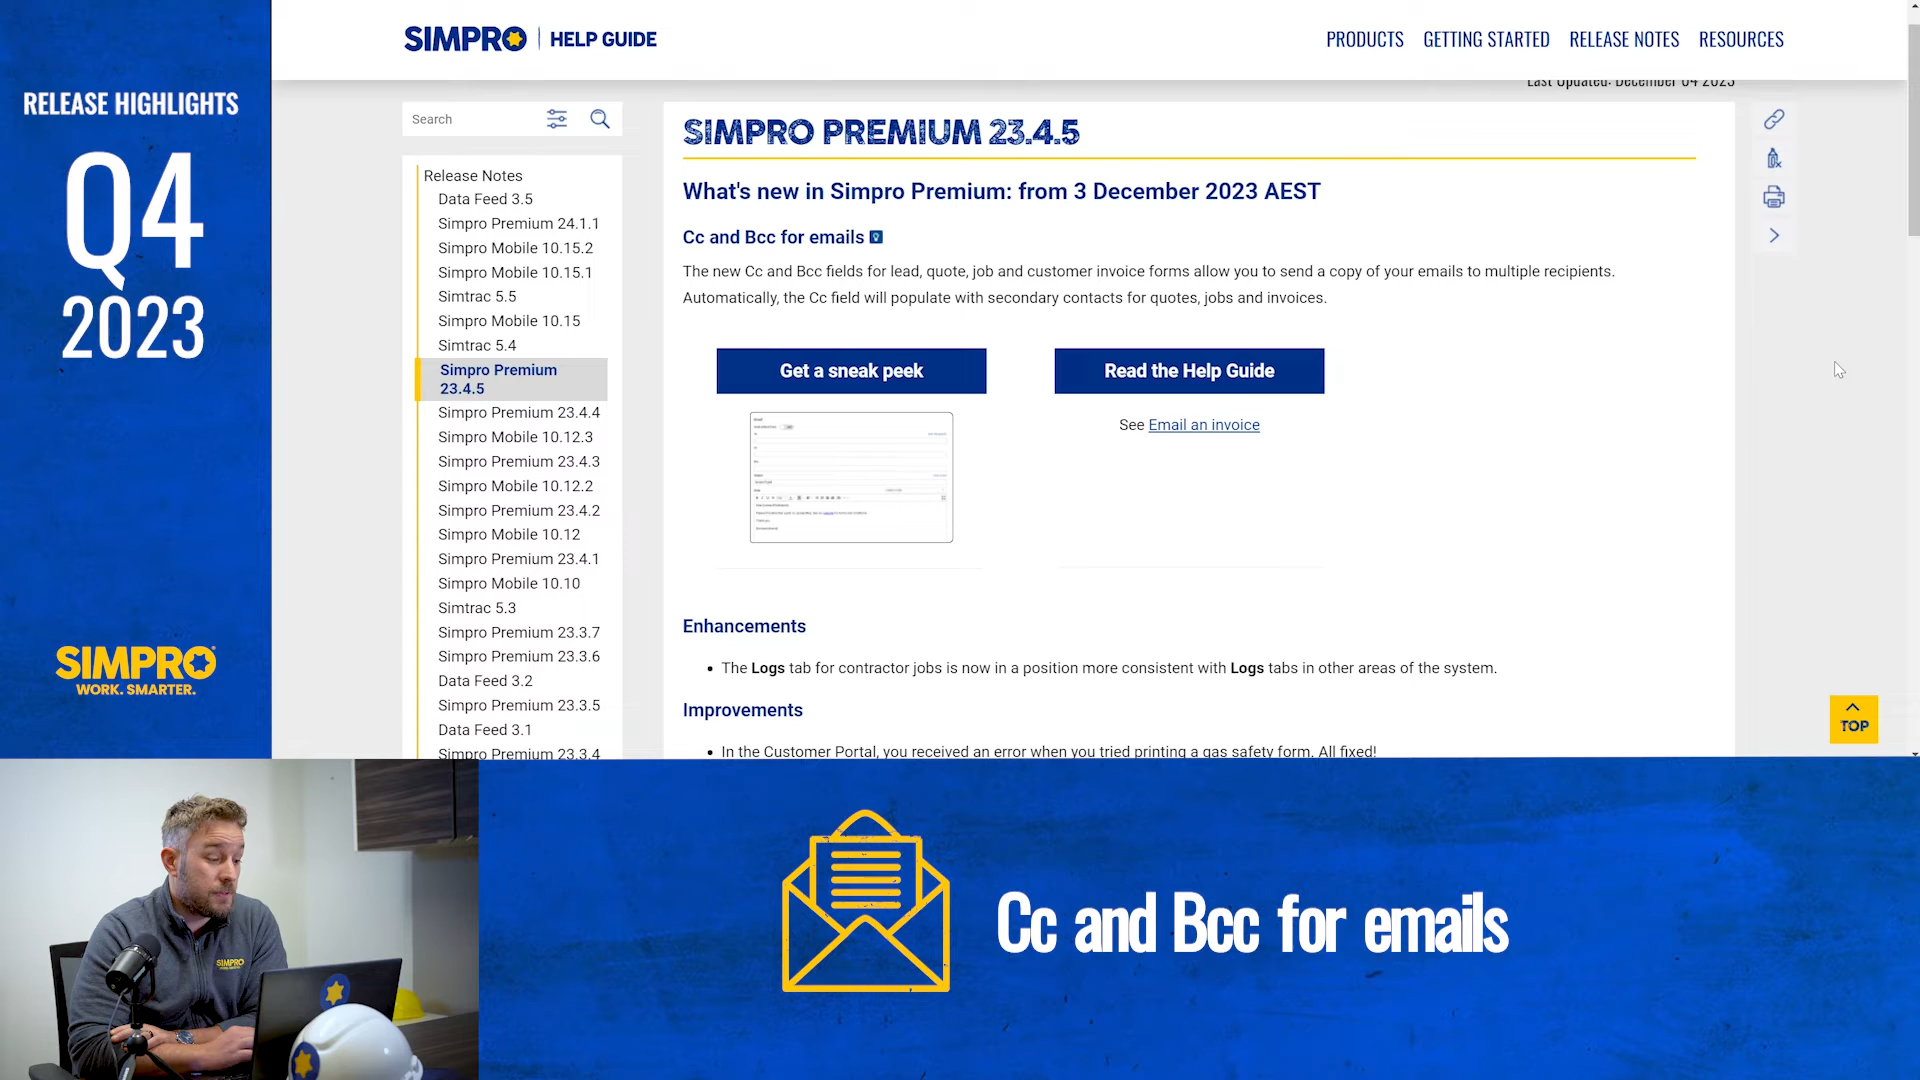 RELEASE HIGHLIGHTS
Q4
2023
SIMPRO
WORK. SMARTER.
SIMPRO | HELP GUIDE
PRODUCTS
GETTING STARTED
RELEASE NOTES
RESOURCES
Last Updated: December 04 2023
Search
Release Notes
Data Feed 3.5
Simpro Premium 24.1.1
Simpro Mobile 10.15.2
Simpro Mobile 10.15.1
Simtrac 5.5
Simpro Mobile 10.15
Simtrac 5.4
Simpro Premium
23.4.5
Simpro Premium 23.4.4
Simpro Mobile 10.12.3
Simpro Premium 23.4.3
Simpro Mobile 10.12.2
Simpro Premium 23.4.2
Simpro Mobile 10.12
Simpro Premium 23.4.1
Simpro Mobile 10.10
Simtrac 5.3
Simpro Premium 23.3.7
Simpro Premium 23.3.6
Data Feed 3.2
Simpro Premium 23.3.5
Data Feed 3.1
Simpro Premium 23.3.4
SIMPRO PREMIUM 23.4.5
What's new in Simpro Premium: from 3 December 2023 AEST
Cc and Bcc for emails
The new Cc and Bcc fields for lead, quote, job and customer invoice forms allow you to send a copy of your emails to multiple recipients.
Automatically, the Cc field will populate with secondary contacts for quotes, jobs and invoices.
Get a sneak peek
Read the Help Guide
See Email an invoice
Enhancements
• The Logs tab for contractor jobs is now in a position more consistent with Logs tabs in other areas of the system.
Improvements
• In the Customer Portal, you received an error when you tried printing a gas safety form. All fixed!
TOP
SIMPRO
Cc and Bcc for emails